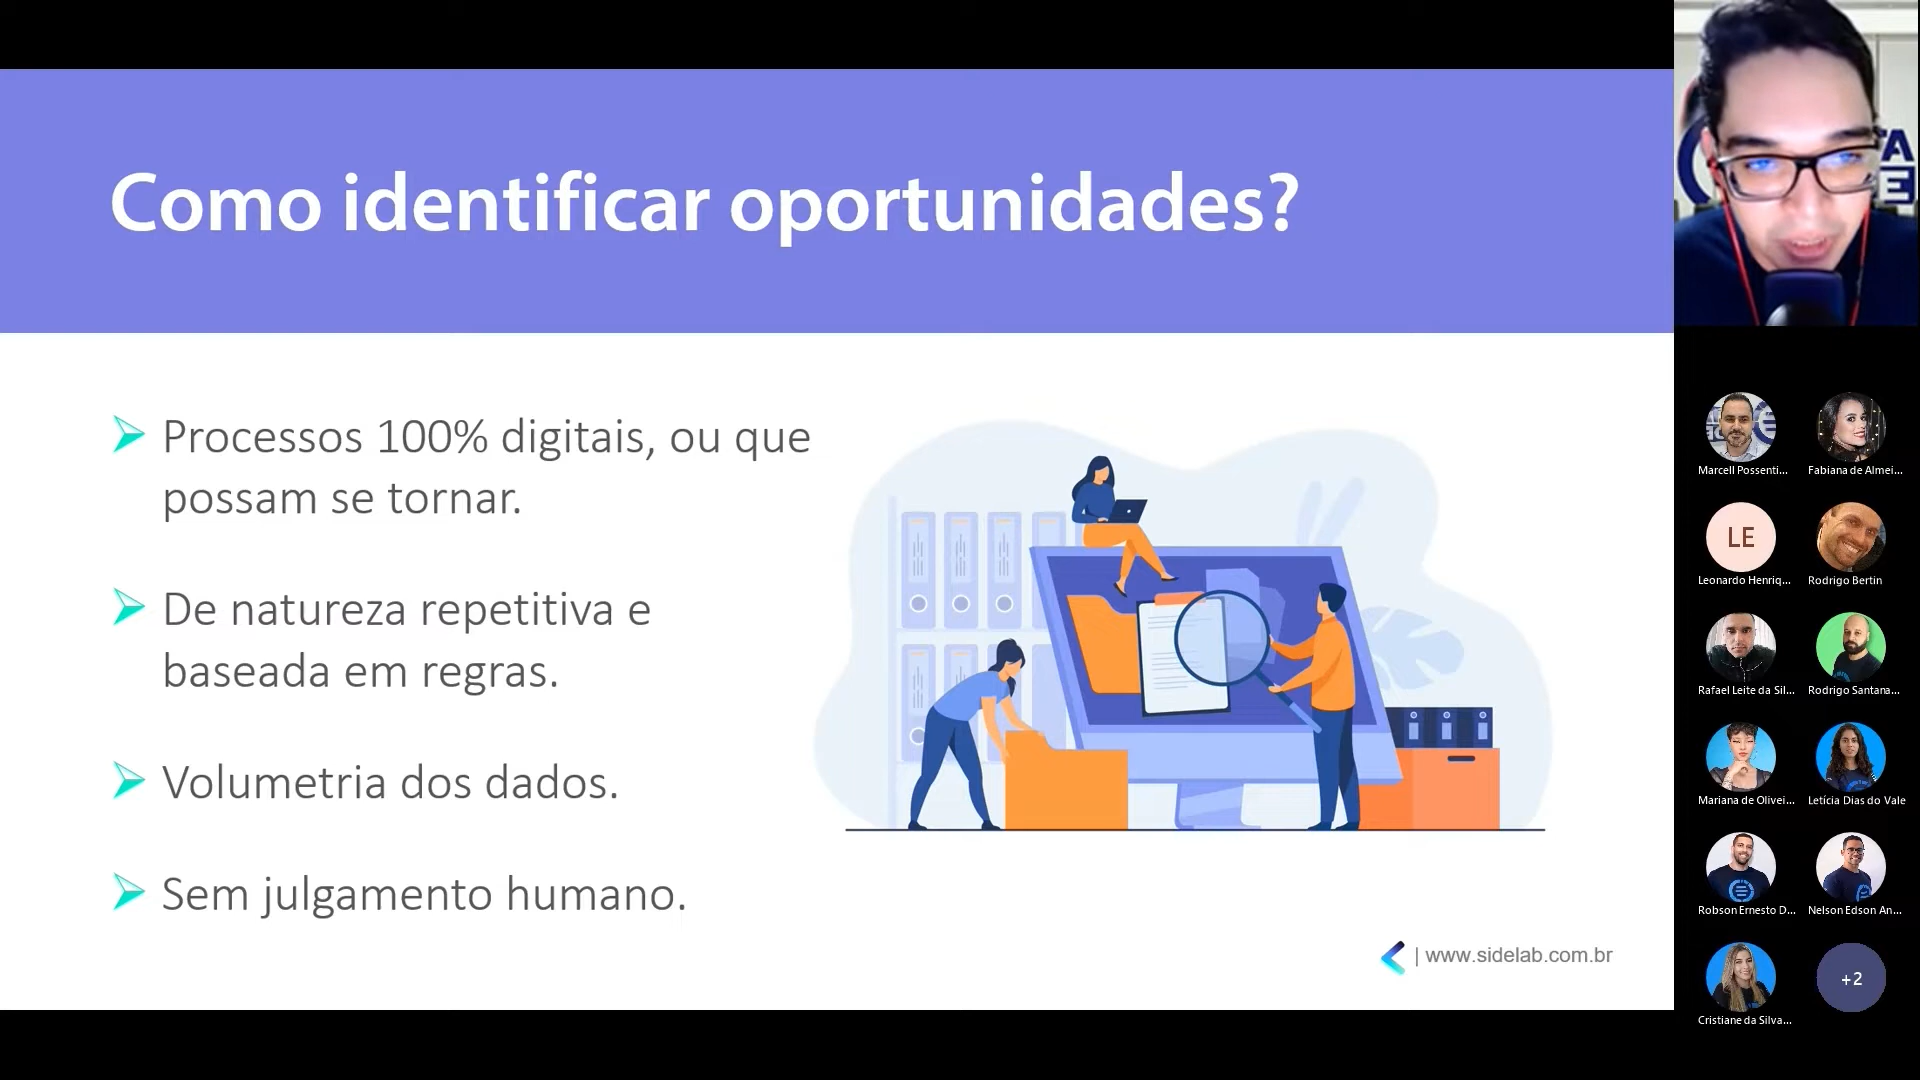 Como identificar oportunidades?
Processos 100% digitais, ou que
possam se tornar.
De natureza repetitiva e
baseada em regras.
Volumetria dos dados.
Sem julgamento humano.
| www.sidelab.com.br
Marcell Possenti...
Fabiana de Almei...
LE
Leonardo Henriq...
Rodrigo Bertin
Rafael Leite da Sil...
Rodrigo Santana...
Mariana de Olivei...
Letícia Dias do Vale
Robson Ernesto D...
Nelson Edson An...
Cristiane da Silva...
+2